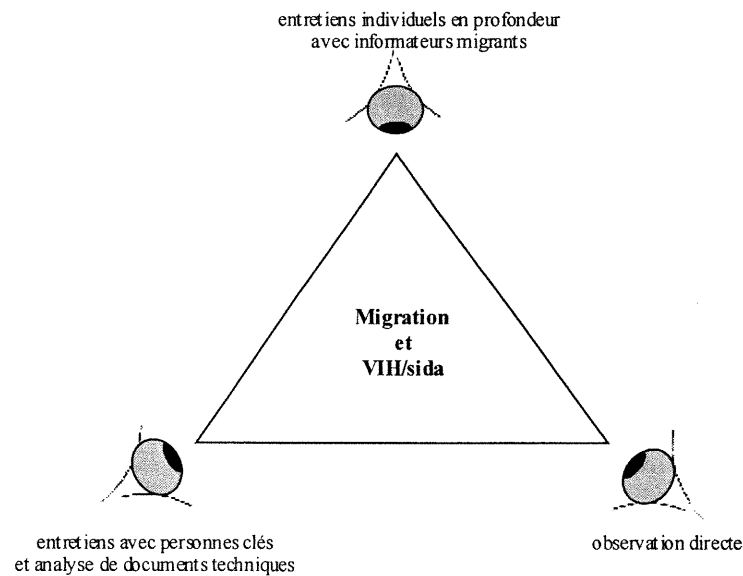 entretiens individuels en profondeur
avec informateurs migrants
Migration
et
VIH/sida
entretiens avec personnes clés
et analyse de documents techniques
observation directe